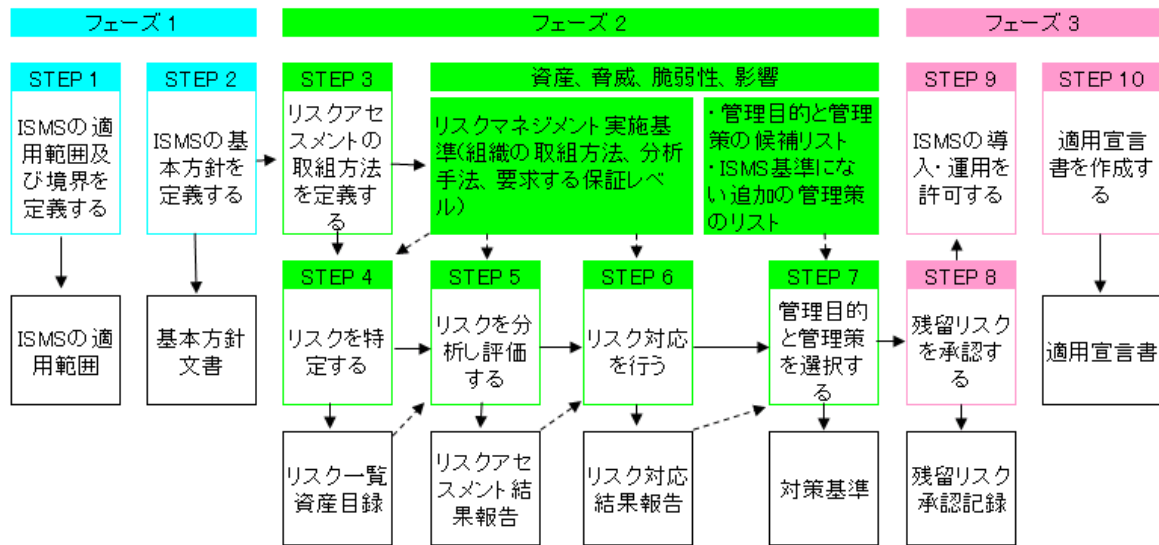 フェーズ 1
フェーズ 2
フェーズ 3
STEP 1
ISMSの適
用範囲及
び境界を
定義する
STEP 2
ISMSの基
本方針を
定義する
STEP 3
リスクアセ
スメントの
取組方法
を定義す
る
資産、脅威、脆弱性、影響
リスクマネジメント実施基
準(組織の取組方法、分析
手法、要求する保証レベ
ル)
・管理目的と管理
策の候補リスト
・ISMS基準にな
い追加の管理策
のリスト
STEP 9
ISMSの導
入・運用を
許可する
STEP 10
適用宣言
書を作成す
る
STEP 4
リスクを特
定する
STEP 5
リスクを分
析し評価
する
STEP 6
リスク対応
を行う
STEP 7
管理目的
と管理策
を選択す
る
STEP 8
残留リスク
を承認す
る
ISMSの適
用範囲
基本方針
文書
適用宣言書
リスク一覧
資産目録
リスクアセ
スメント結
果報告
リスク対応
結果報告
対策基準
残留リスク
承認記録